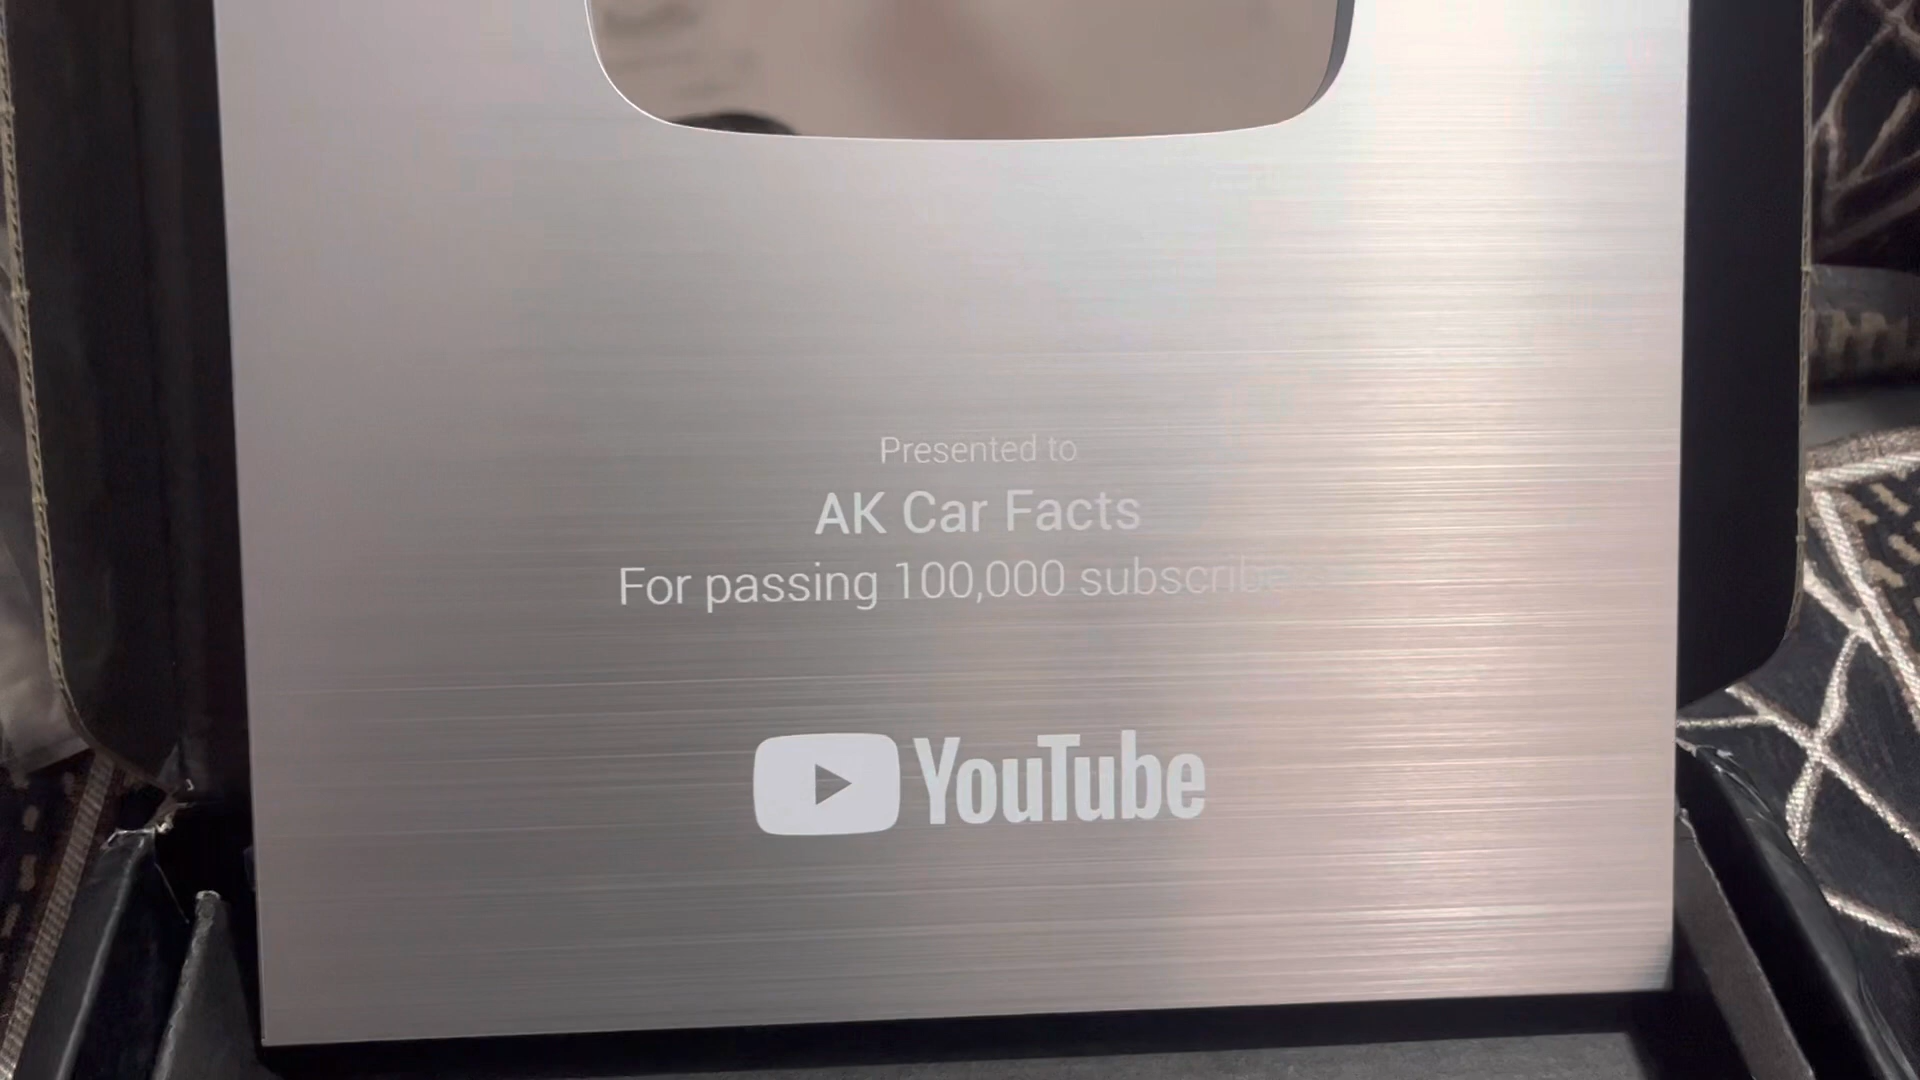 Presented to
AK Car Facts
For passing 100,000
YouTube